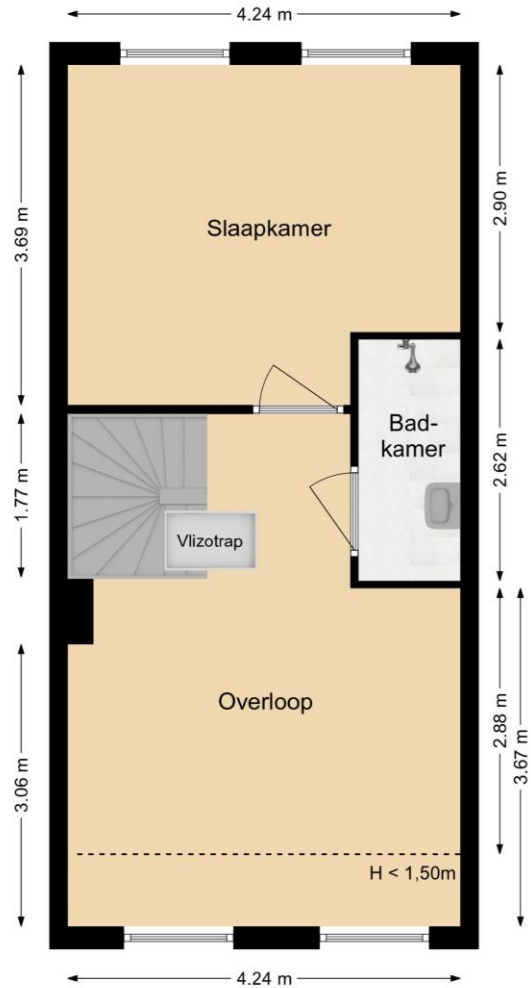 4.24 m
3.69 m
2.90 m
Slaapkamer
Bad-
kamer
1.77 m
2.62 m
Vlizotrap
Overloop
3.06 m
2.88 m
3.67 m
H < 1,50m
4.24 m